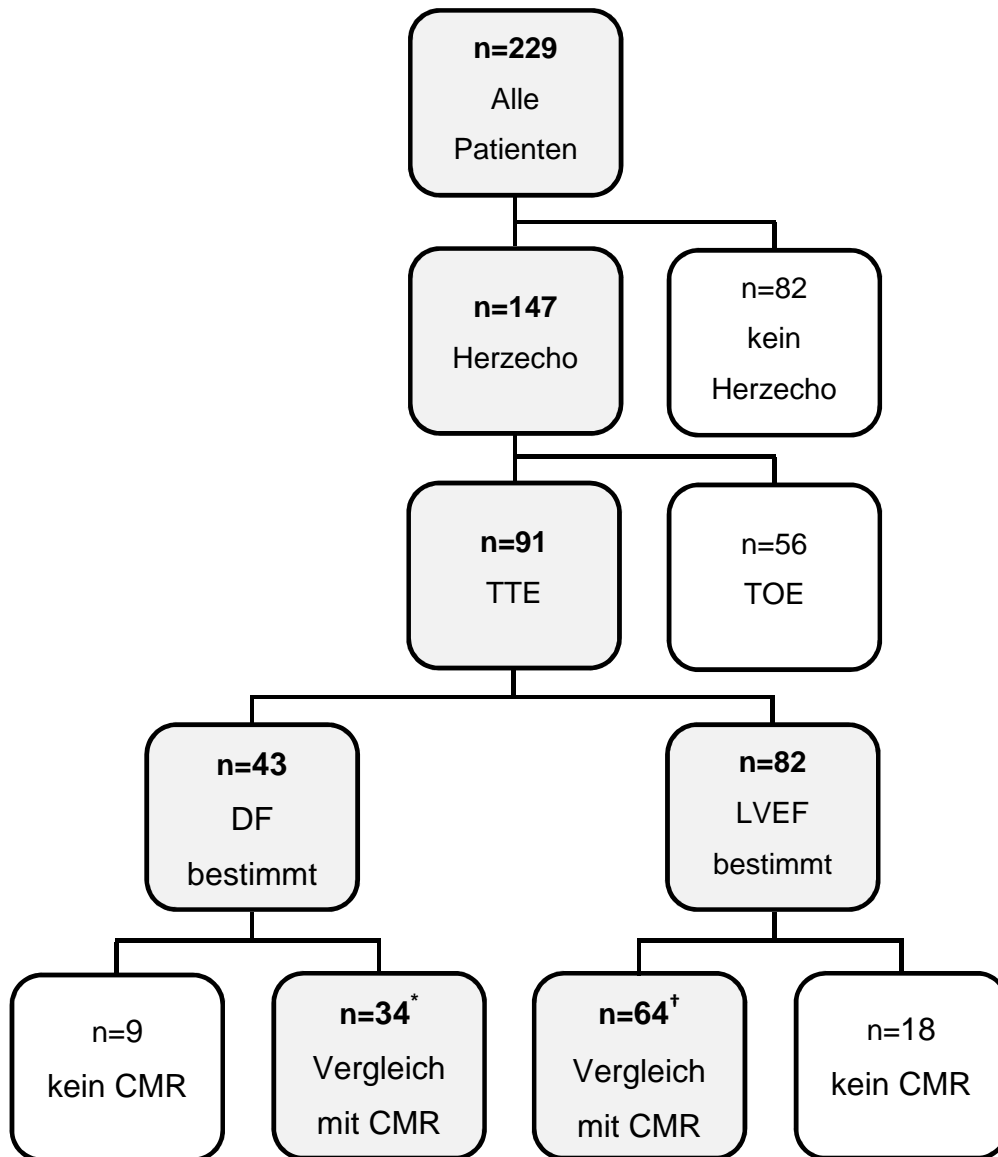 n=229
Alle
Patienten
n=147
Herzecho
n=82
kein
Herzecho
n=91
TTE
n=56
TOE
n=43
DF
bestimmt
n=82
LVEF
bestimmt
n=9
kein CMR
n=34*
Vergleich
mit CMR
n=64†
Vergleich
mit CMR
n=18
kein CMR